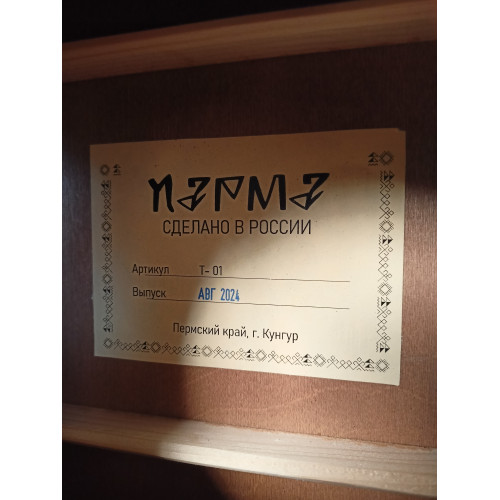 ПАРМА
СДЕЛАНО В РОССИИ
Артикул Т- 01
Выпуск АВГ 2024
Пермский край, г. Кунгур